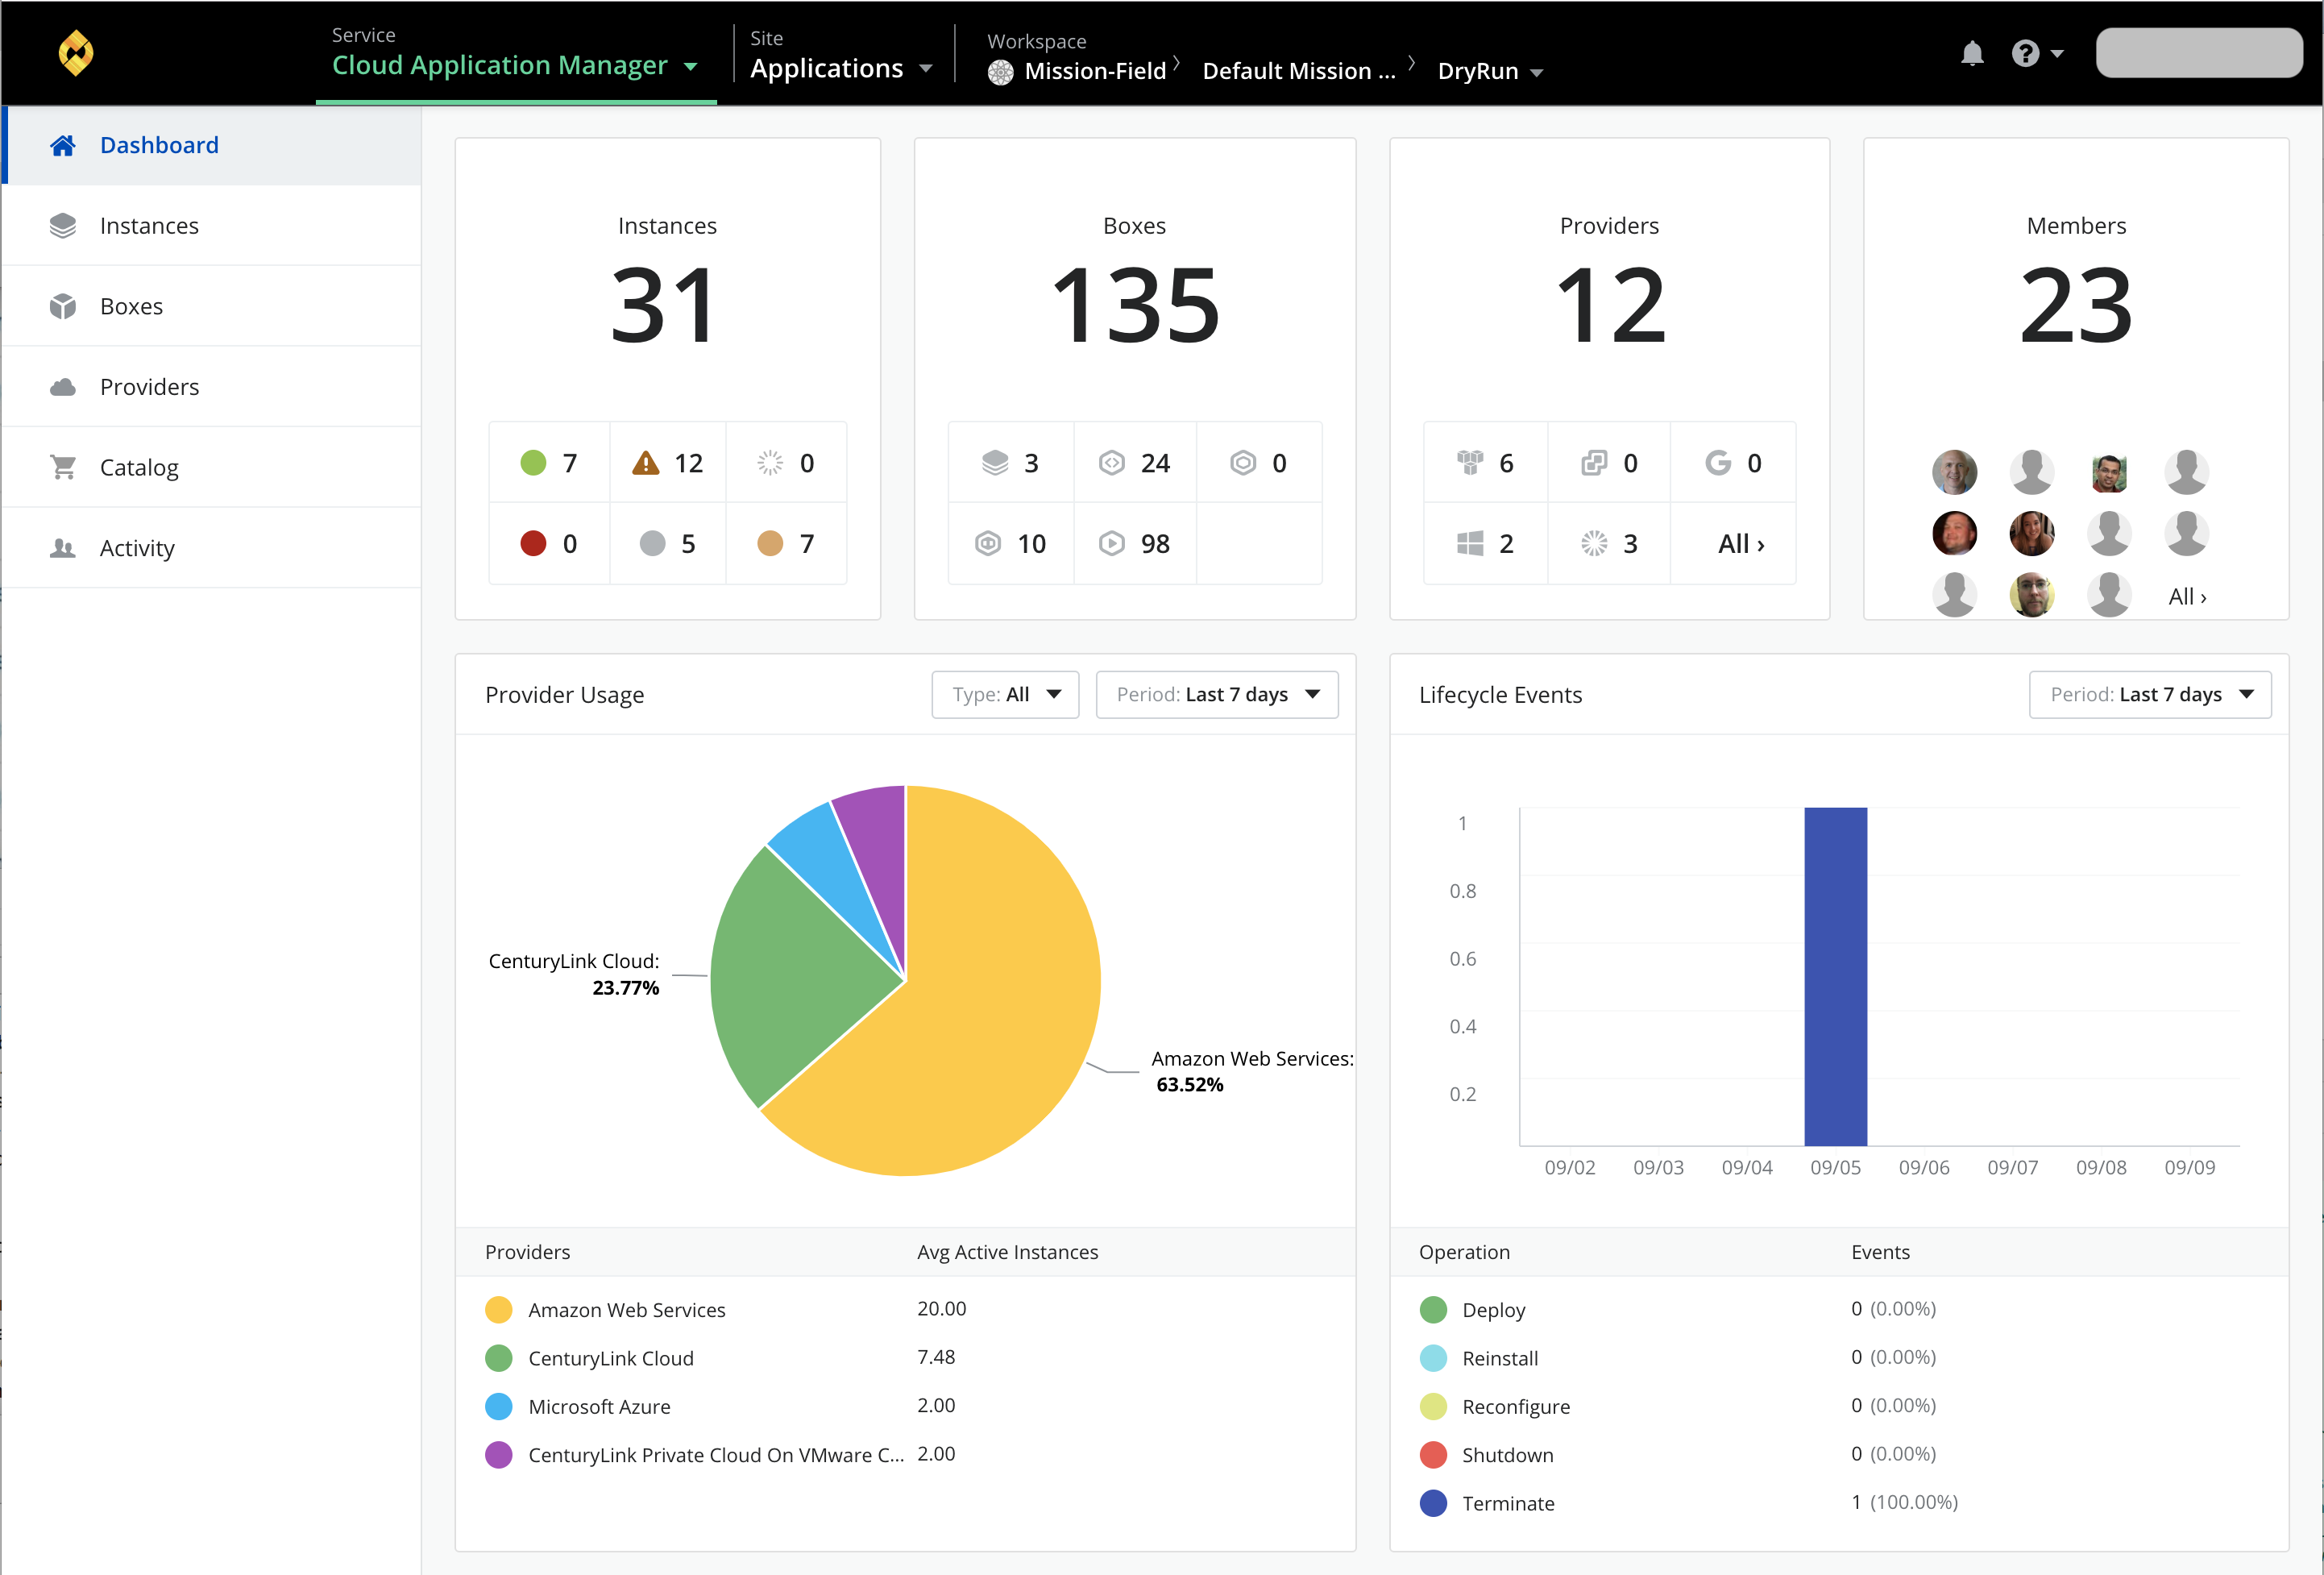 Service
Cloud Application Manager
Site
Applications
Workspace
Mission-Field
Default Mission ...
DryRun
Dashboard
Instances
Boxes
Providers
Catalog
Activity
Instances
31
7
12
0
0
5
7
Boxes
135
3
24
0
10
98
Providers
12
6
0
G 0
2
3
All ›
Members
23
All ›
Provider Usage
Type: All
Period: Last 7 days
CenturyLink Cloud:
23.77%
Amazon Web Services:
63.52%
Providers Avg Active Instances
Amazon Web Services 20.00
CenturyLink Cloud 7.48
Microsoft Azure 2.00
CenturyLink Private Cloud On VMware C... 2.00
Lifecycle Events
Period: Last 7 days
1
0.8
0.6
0.4
0.2
09/02 09/03 09/04 09/05 09/06 09/07 09/08 09/09
Operation Events
Deploy 0 (0.00%)
Reinstall 0 (0.00%)
Reconfigure 0 (0.00%)
Shutdown 0 (0.00%)
Terminate 1 (100.00%)